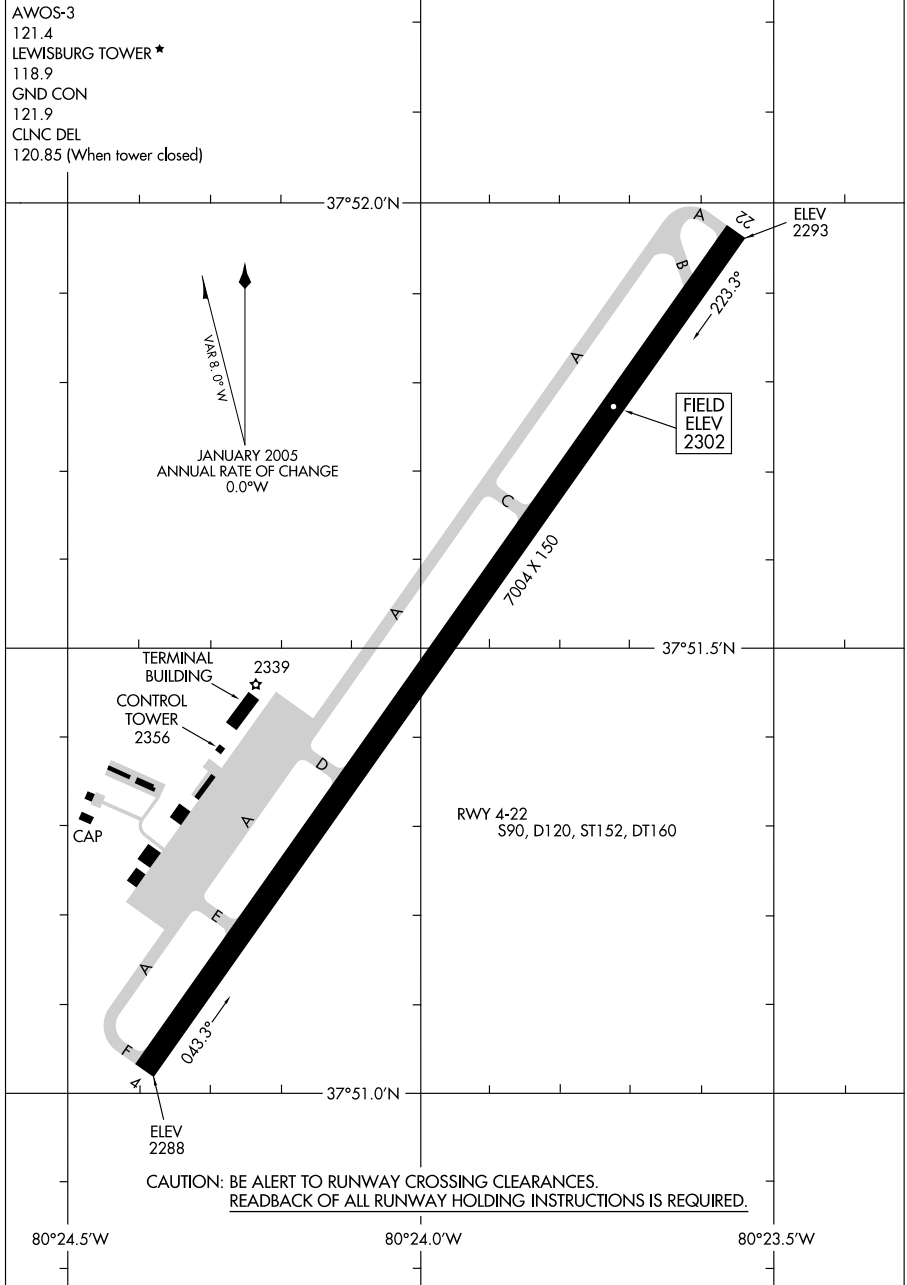 AWOS-3
121.4
LEWISBURG TOWER ★
118.9
GND CON
121.9
CLNC DEL
120.85 (When tower closed)
37°52.0'N
A
22
ELEV
2293
B
223.3°
VAR 8.0° W
A
FIELD
ELEV
2302
JANUARY 2005
ANNUAL RATE OF CHANGE
0.0°W
C
7004 X 150
A
37°51.5'N
TERMINAL
BUILDING
2339
CONTROL
TOWER
2356
D
A
RWY 4-22
S90, D120, ST152, DT160
CAP
E
A
043.3°
F
4
37°51.0'N
ELEV
2288
CAUTION: BE ALERT TO RUNWAY CROSSING CLEARANCES.
READBACK OF ALL RUNWAY HOLDING INSTRUCTIONS IS REQUIRED.
80°24.5'W
80°24.0'W
80°23.5'W